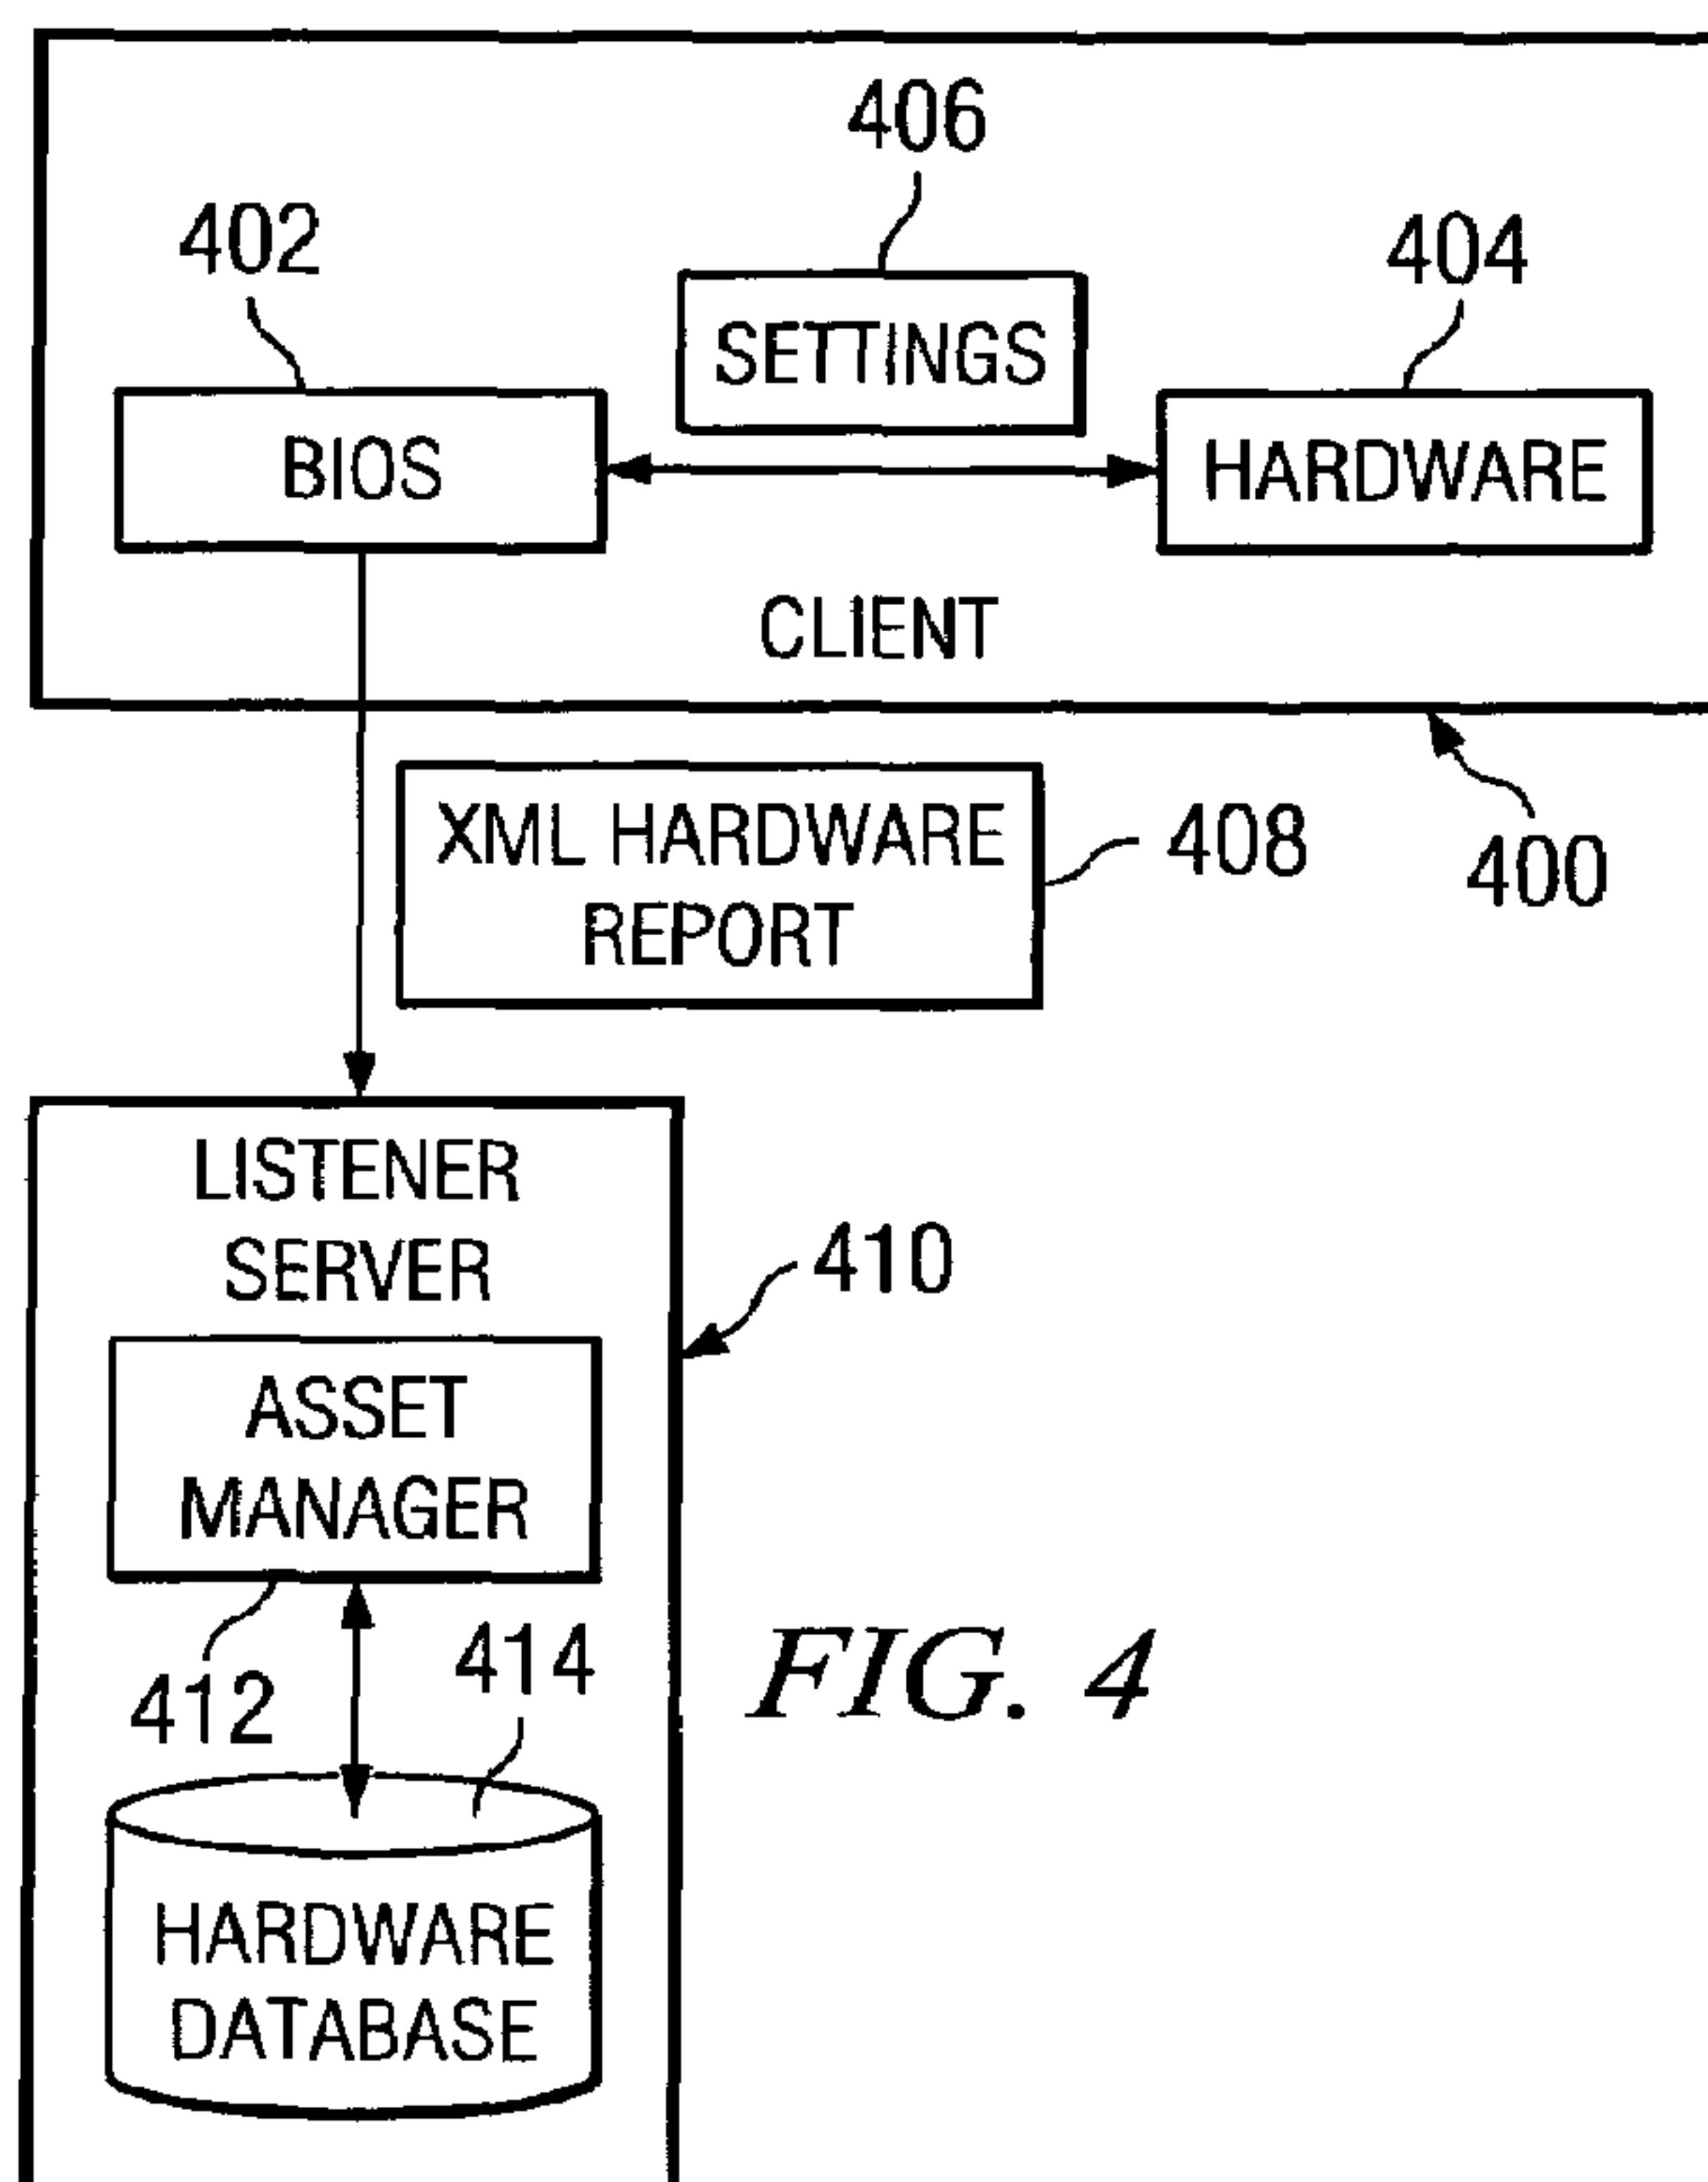 406
402
404
SETTINGS
BIOS
HARDWARE
CLIENT
XML HARDWARE
REPORT
408
400
LISTENER
SERVER
410
ASSET
MANAGER
412
414
FIG. 4
HARDWARE
DATABASE